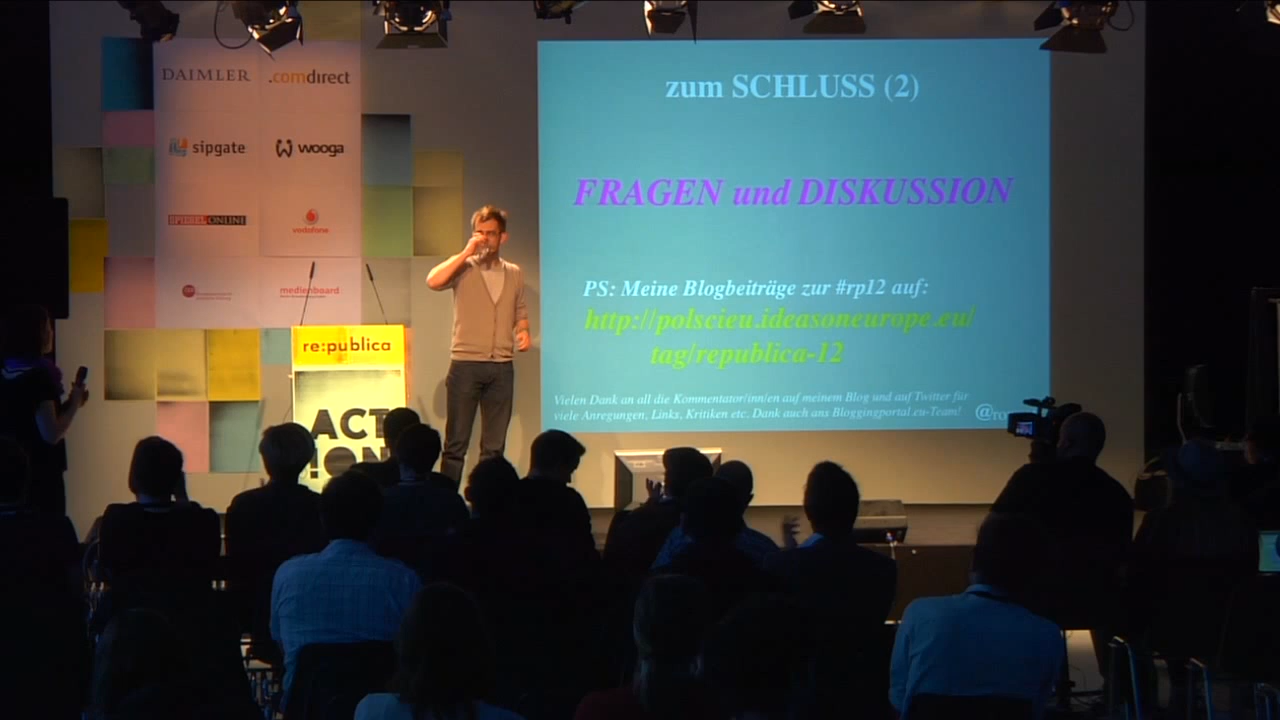 DAIMLER
.comdirect
sipgate
wooga
SPIEGEL ONLINE
vodafone
medienboard
re:publica
ACT
!ON
zum SCHLUSS (2)
FRAGEN und DISKUSSION
PS: Meine Blogbeiträge zur #rp12 auf:
http://polscieu.ideasoneurope.eu/
tag/republica-12
Vielen Dank an all die Kommentator/inn/en auf meinem Blog und auf Twitter für
viele Anregungen, Links, Kritiken etc. Dank auch ans Bloggingportal.eu-Team!